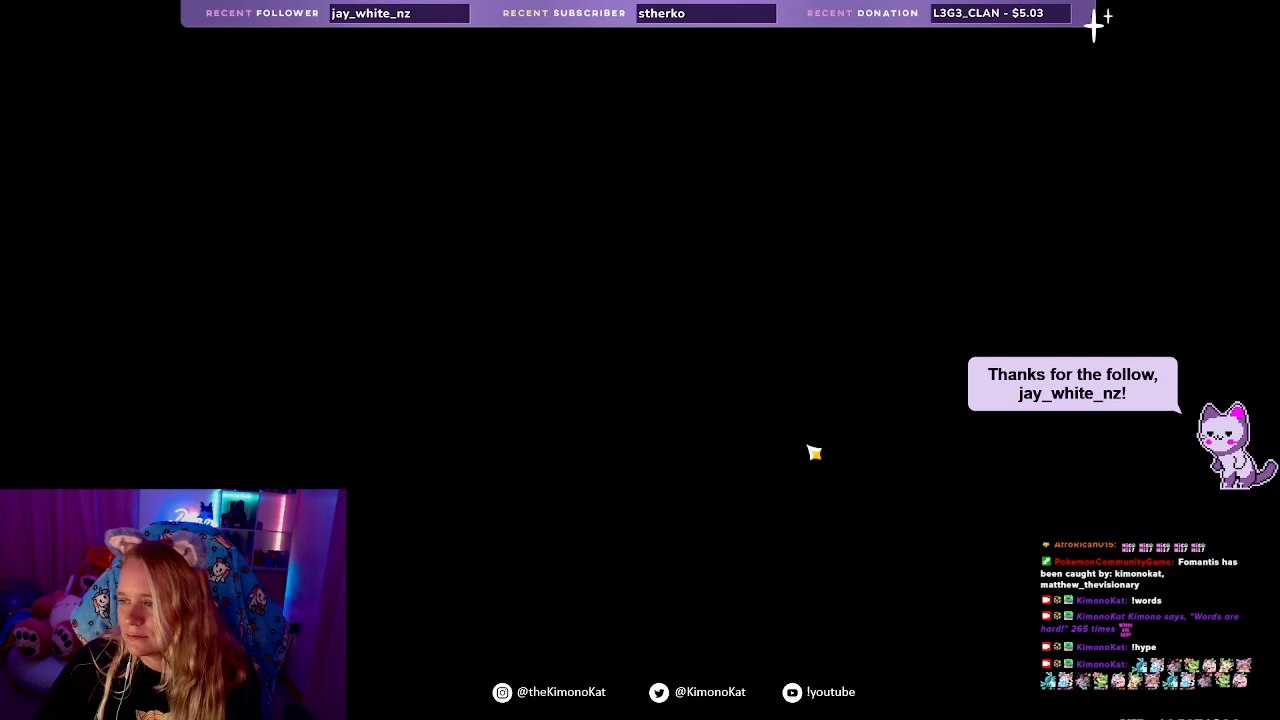 RECENT FOLLOWER jay_white_nz RECENT SUBSCRIBER stherko RECENT DONATION L3G3_CLAN - $5.03
Thanks for the follow,
jay_white_nz!
AfroRican015:
PokemonCommunityGame: Fomantis has
been caught by: kimonokat,
matthew_thevisionary
KimonoKat: !words
KimonoKat Kimono says, "Words are
hard!" 265 times
KimonoKat: !hype
KimonoKat:
@theKimonoKat @KimonoKat !youtube